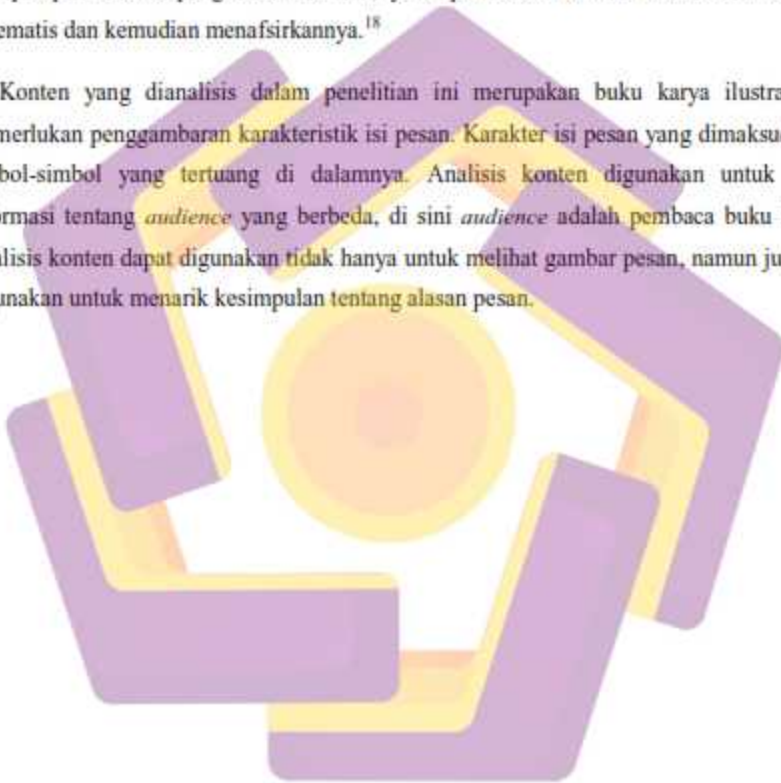 ematis dan kemudian menafsirkannya.18
Konten yang dianalisis dalam penelitian ini merupakan buku karya ilustra
merlukan penggambaran karakteristik isi pesan. Karakter isi pesan yang dimaksu
bol-simbol yang tertuang di dalamnya. Analisis konten digunakan untuk
ormasi tentang audience yang berbeda, di sini audience adalah pembaca buku
lisis konten dapat digunakan tidak hanya untuk melihat gambar pesan, namun ju
unakan untuk menarik kesimpulan tentang alasan pesan.